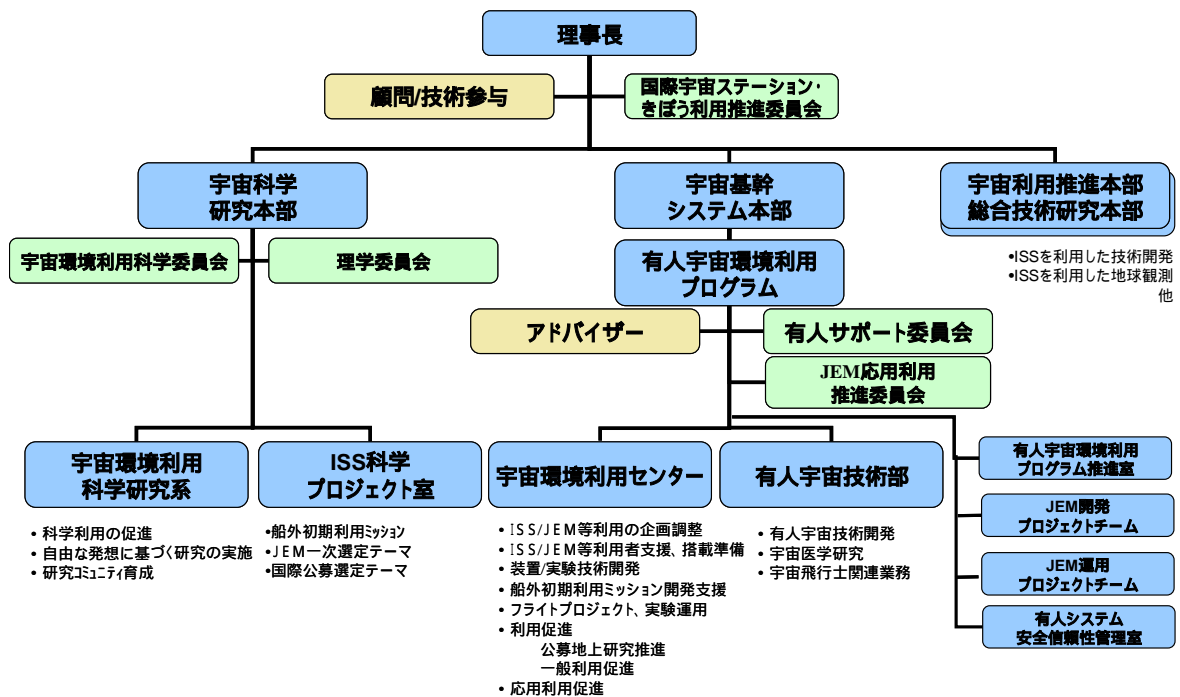 理事長
顧問/技術参与
国際宇宙ステーション・
きぼう利用推進委員会
宇宙科学
研究本部
宇宙基幹
システム本部
宇宙利用推進本部
総合技術研究本部
宇宙環境利用科学委員会
理学委員会
有人宇宙環境利用
プログラム
•ISSを利用した技術開発
•ISSを利用した地球観測
他
アドバイザー
有人サポート委員会
JEM応用利用
推進委員会
宇宙環境利用
科学研究系
ISS科学
プロジェクト室
宇宙環境利用センター
有人宇宙技術部
有人宇宙環境利用
プログラム推進室
JEM開発
プロジェクトチーム
JEM運用
プロジェクトチーム
有人システム
安全信頼性管理室
• 科学利用の促進
• 自由な発想に基づく研究の実施
• 研究コミュニティ育成
•船外初期利用ミッション
•JEM一次選定テーマ
•国際公募選定テーマ
• ISS/JEM等利用の企画調整
• ISS/JEM等利用者支援、搭載準備
• 装置/実験技術開発
• 船外初期利用ミッション開発支援
• フライトプロジェクト、実験運用
• 利用促進
公募地上研究推進
一般利用促進
• 応用利用促進
• 有人宇宙技術開発
• 宇宙医学研究
• 宇宙飛行士関連業務